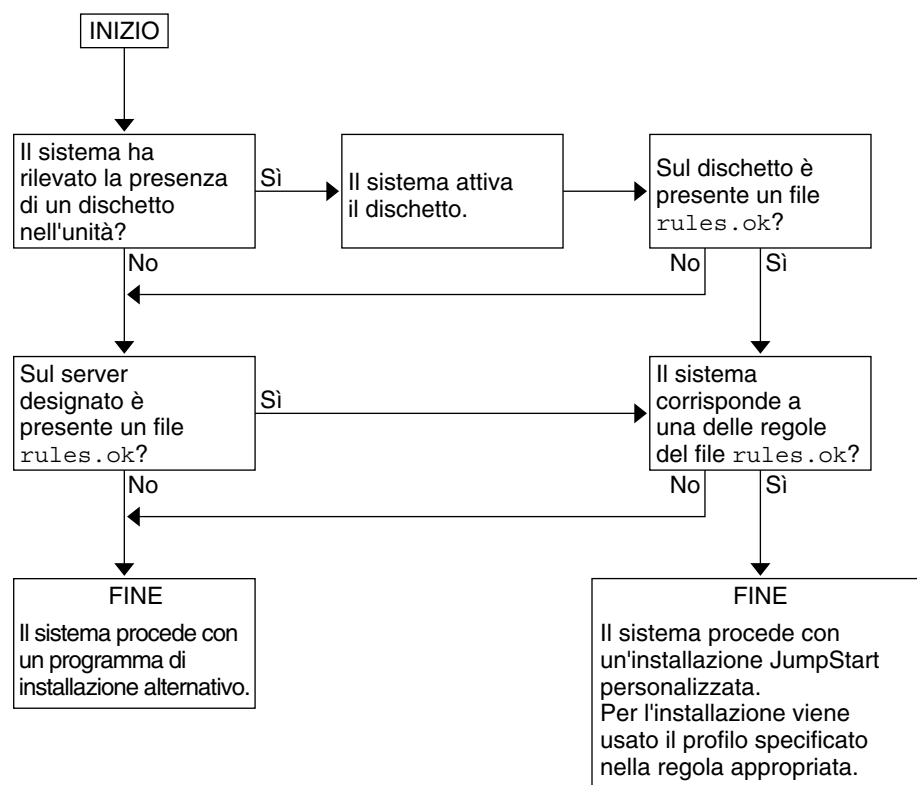 INIZIO
Il sistema ha
rilevato la presenza
di un dischetto
nell'unità?
Sì
Il sistema attiva
il dischetto.
Sul dischetto è
presente un file
rules.ok?
No
No
Sì
Sul server
designato è
presente un file
rules.ok?
Sì
Il sistema
corrisponde a
una delle regole
del file rules.ok?
No
No
Sì
FINE
Il sistema procede con
un programma di
installazione alternativo.
FINE
Il sistema procede con
un'installazione JumpStart
personalizzata.
Per l'installazione viene
usato il profilo specificato
nella regola appropriata.